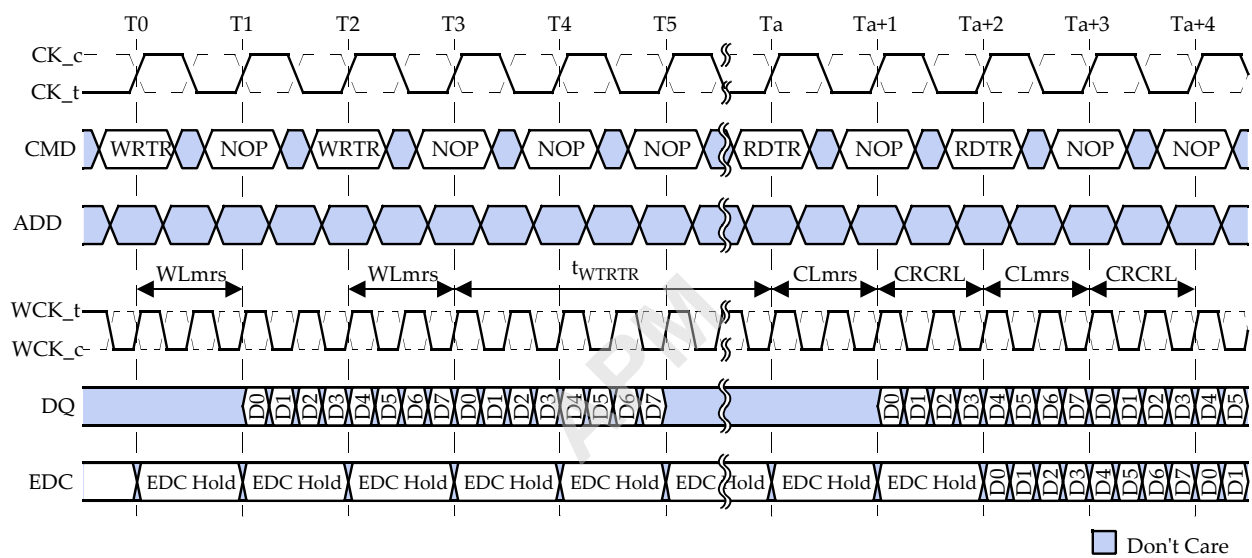 T0 T1 T2 T3 T4 T5 Ta Ta+1 Ta+2 Ta+3 Ta+4
CK_c
CK_t
CMD WRTR NOP WRTR NOP NOP NOP RDTR NOP RDTR NOP NOP
ADD
WLmrs WLmrs tWTRTR CLmrs CRCRL CLmrs CRCRL
WCK_t
WCK_c
DQ D0 D1 D2 D3 D4 D5 D6 D7 D0 D1 D2 D3 D4 D5 D6 D7 D0 D1 D2 D3 D4 D5 D6 D7 D0 D1 D2 D3 D4 D5
EDC EDC Hold EDC Hold EDC Hold EDC Hold EDC Hold EDC Hold EDC Hold EDC Hold D0 D1 D2 D3 D4 D5 D6 D7 D0 D1
APM
Don't Care